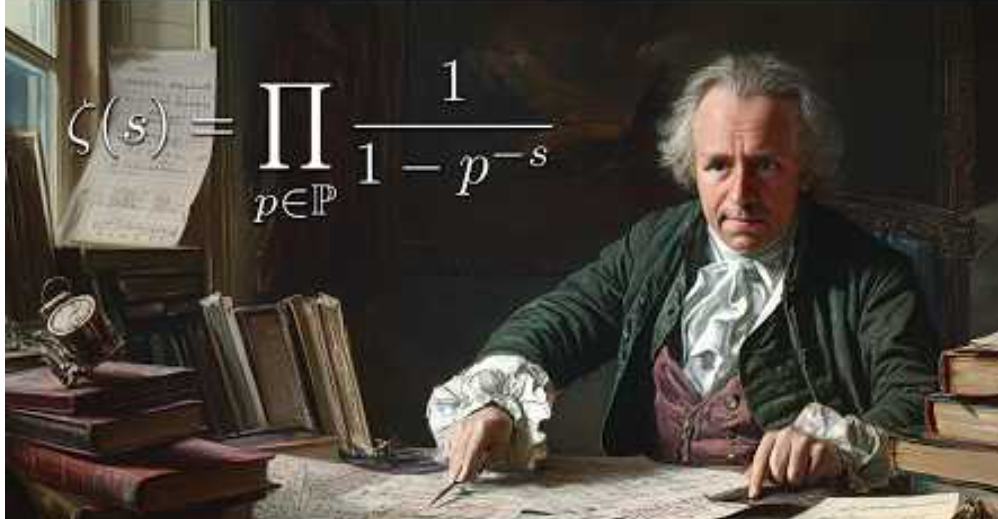 ζ(s) = ∏_{p∈ℙ} 1/(1 − p^{−s})